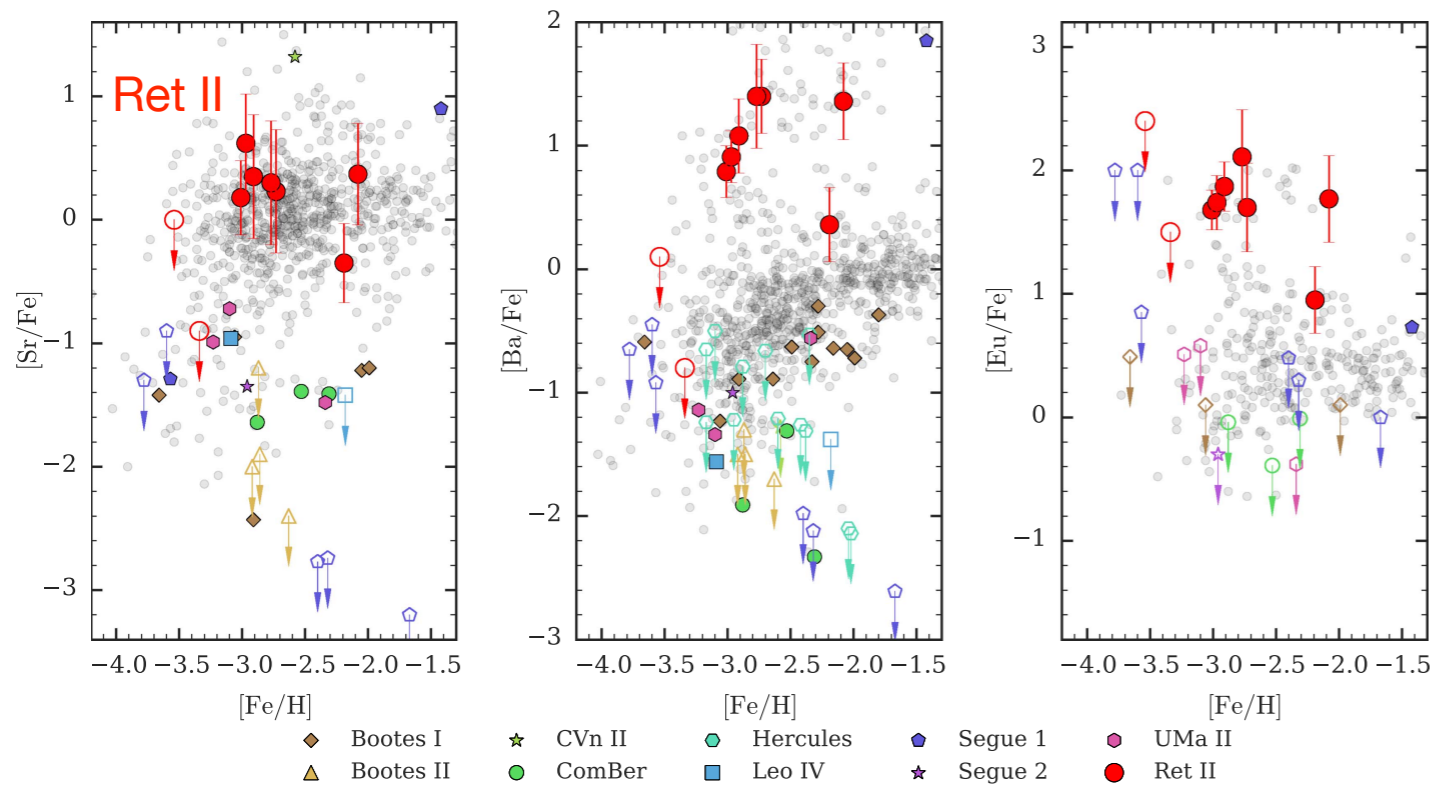 Ret II
[Sr/Fe]
1
0
−1
−2
−3
−4.0 −3.5 −3.0 −2.5 −2.0 −1.5
[Fe/H]
[Ba/Fe]
2
1
0
−1
−2
−3
−4.0 −3.5 −3.0 −2.5 −2.0 −1.5
[Fe/H]
[Eu/Fe]
3
2
1
0
−1
−4.0 −3.5 −3.0 −2.5 −2.0 −1.5
[Fe/H]
Bootes I CVn II Hercules Segue 1 UMa II
Bootes II ComBer Leo IV Segue 2 Ret II